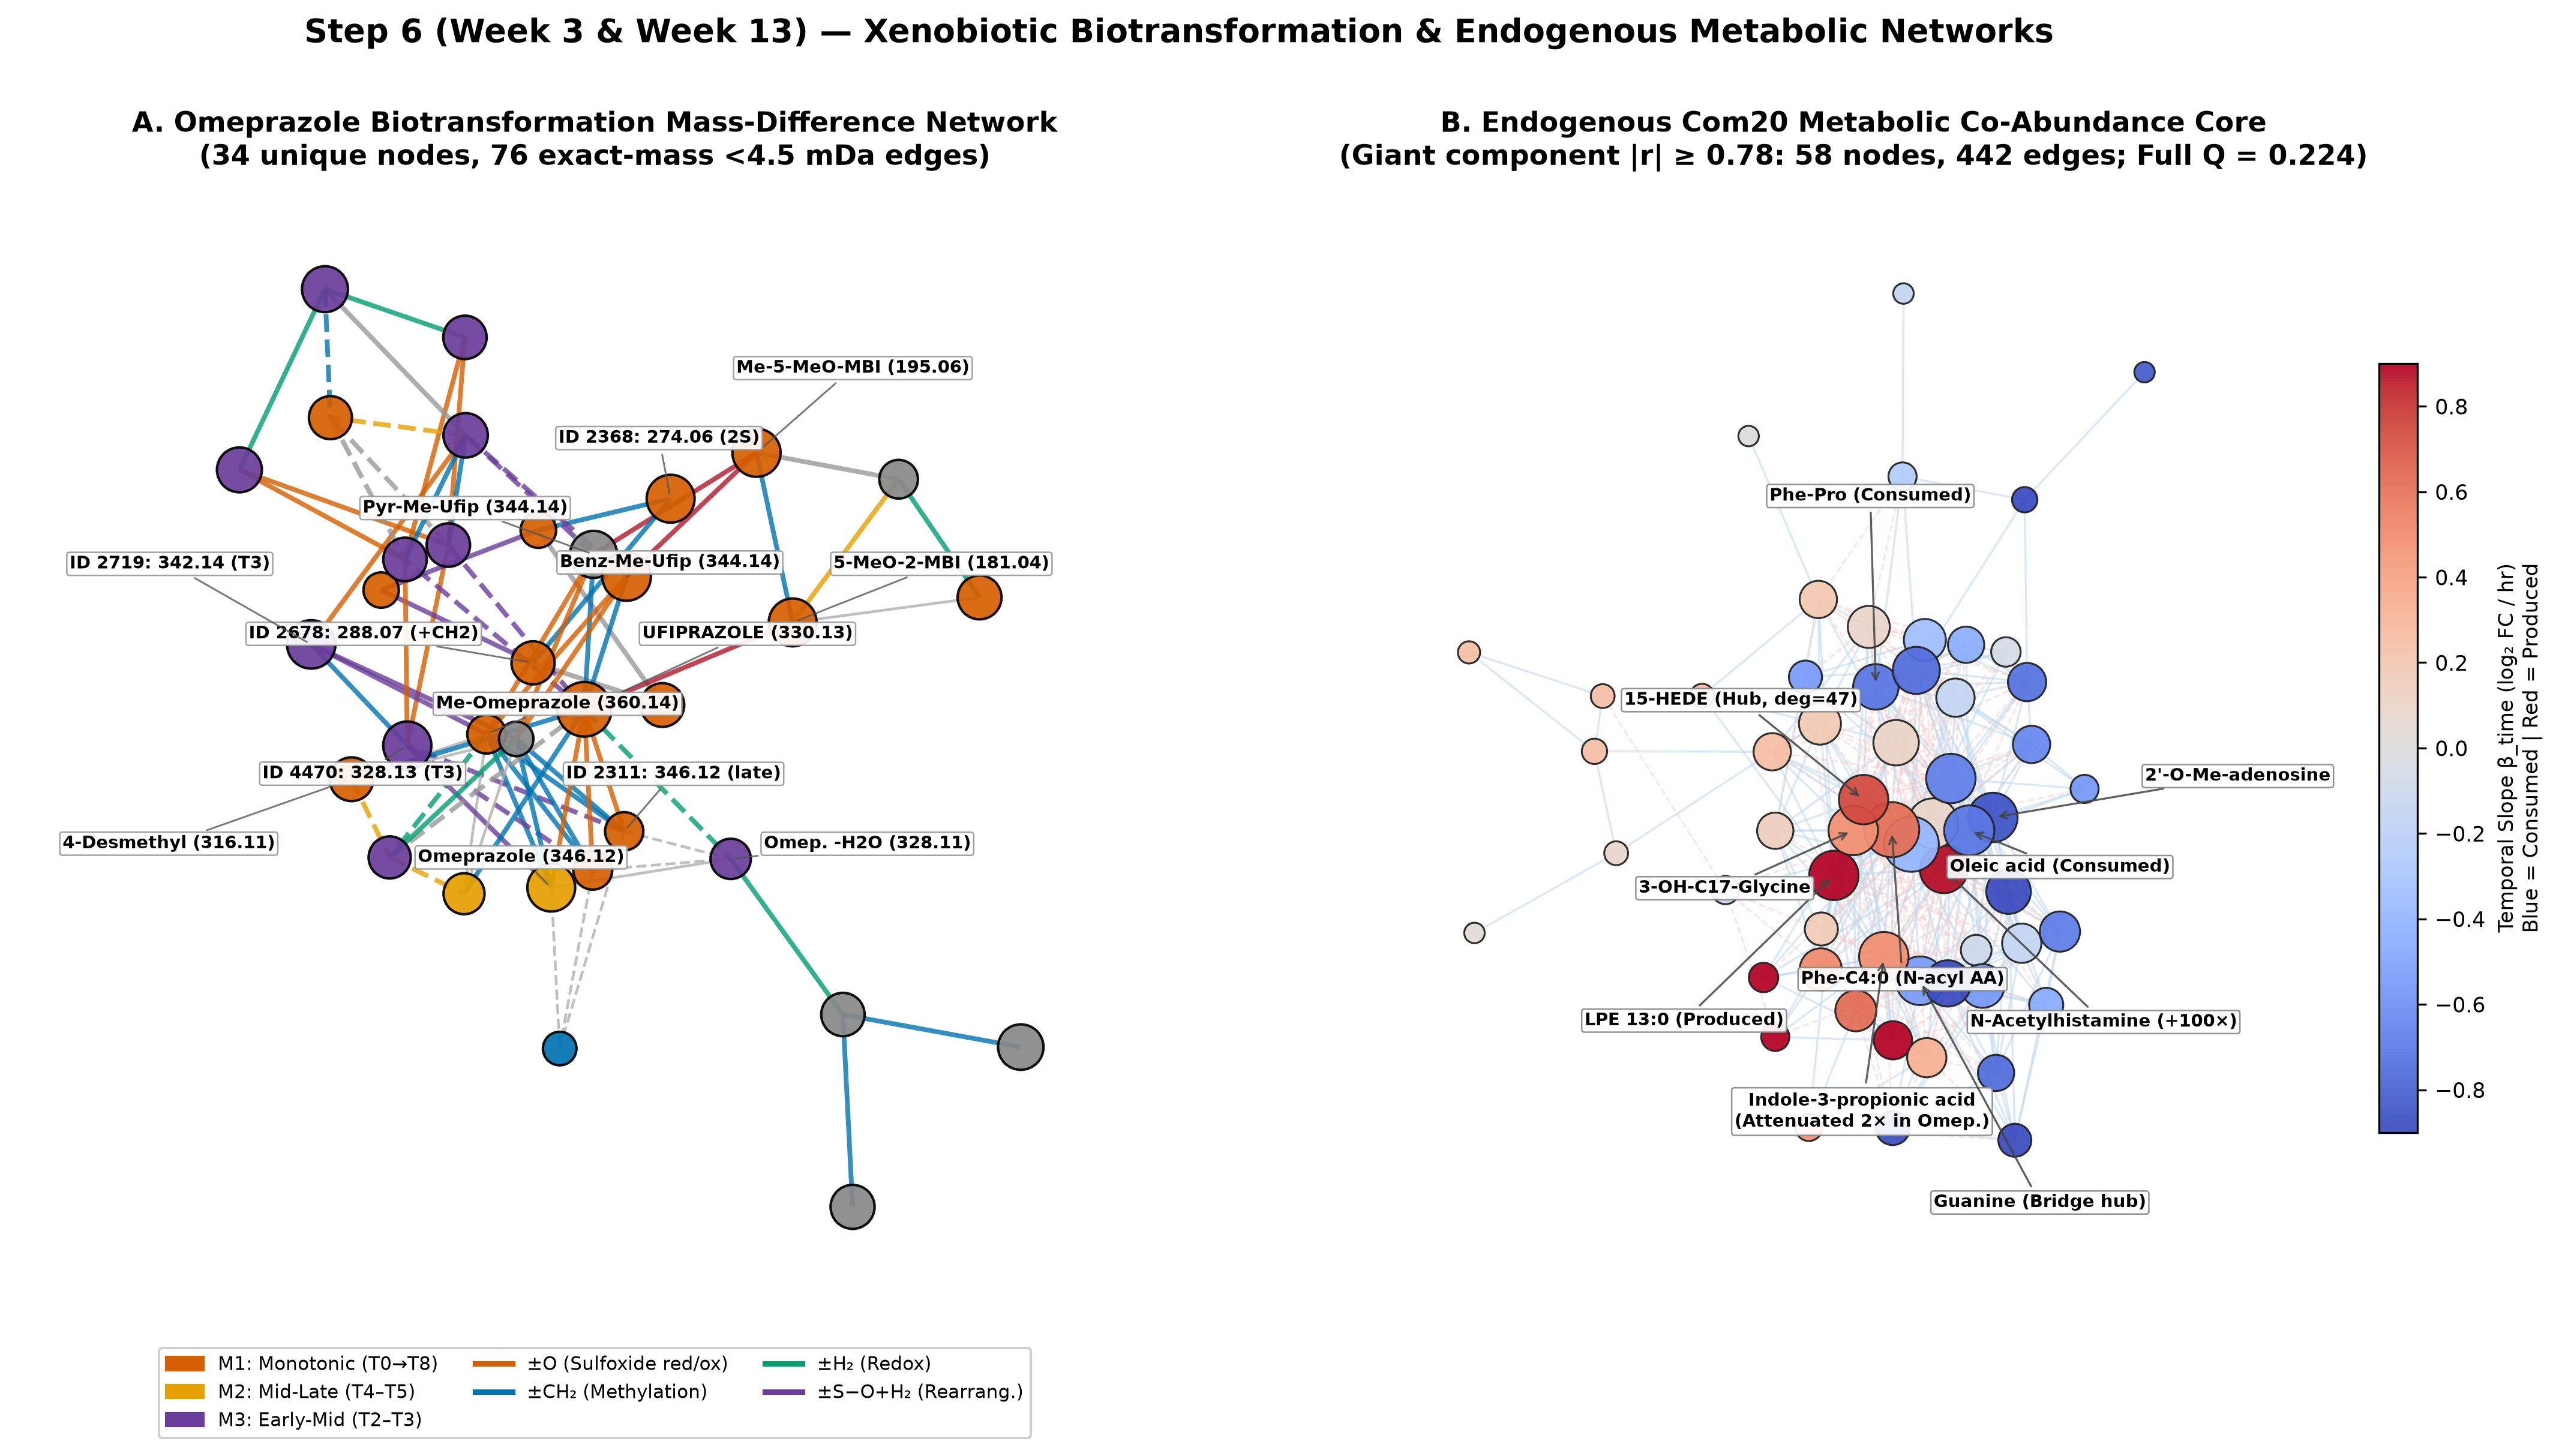 Step 6 (Week 3 & Week 13) — Xenobiotic Biotransformation & Endogenous Metabolic Networks
A. Omeprazole Biotransformation Mass-Difference Network
(34 unique nodes, 76 exact-mass <4.5 mDa edges)
Me-5-MeO-MBI (195.06)
ID 2368: 274.06 (2S)
Pyr-Me-Ufip (344.14)
ID 2719: 342.14 (T3)
Benz-Me-Ufip (344.14)
5-MeO-2-MBI (181.04)
ID 2678: 288.07 (+CH2)
UFIPRAZOLE (330.13)
Me-Omeprazole (360.14)
ID 4470: 328.13 (T3)
ID 2311: 346.12 (late)
4-Desmethyl (316.11)
Omeprazole (346.12)
Omep. -H2O (328.11)
M1: Monotonic (T0→T8)
M2: Mid-Late (T4–T5)
M3: Early-Mid (T2–T3)
±O (Sulfoxide red/ox)
±CH₂ (Methylation)
±H₂ (Redox)
±S−O+H₂ (Rearrang.)
B. Endogenous Com20 Metabolic Co-Abundance Core
(Giant component |r| ≥ 0.78: 58 nodes, 442 edges; Full Q = 0.224)
Phe-Pro (Consumed)
15-HEDE (Hub, deg=47)
2'-O-Me-adenosine
Oleic acid (Consumed)
3-OH-C17-Glycine
Phe-C4:0 (N-acyl AA)
LPE 13:0 (Produced)
N-Acetylhistamine (+100×)
Indole-3-propionic acid
(Attenuated 2× in Omep.)
Guanine (Bridge hub)
0.8
0.6
0.4
0.2
0.0
−0.2
−0.4
−0.6
−0.8
Temporal Slope β_time (log₂ FC / hr)
Blue = Consumed | Red = Produced